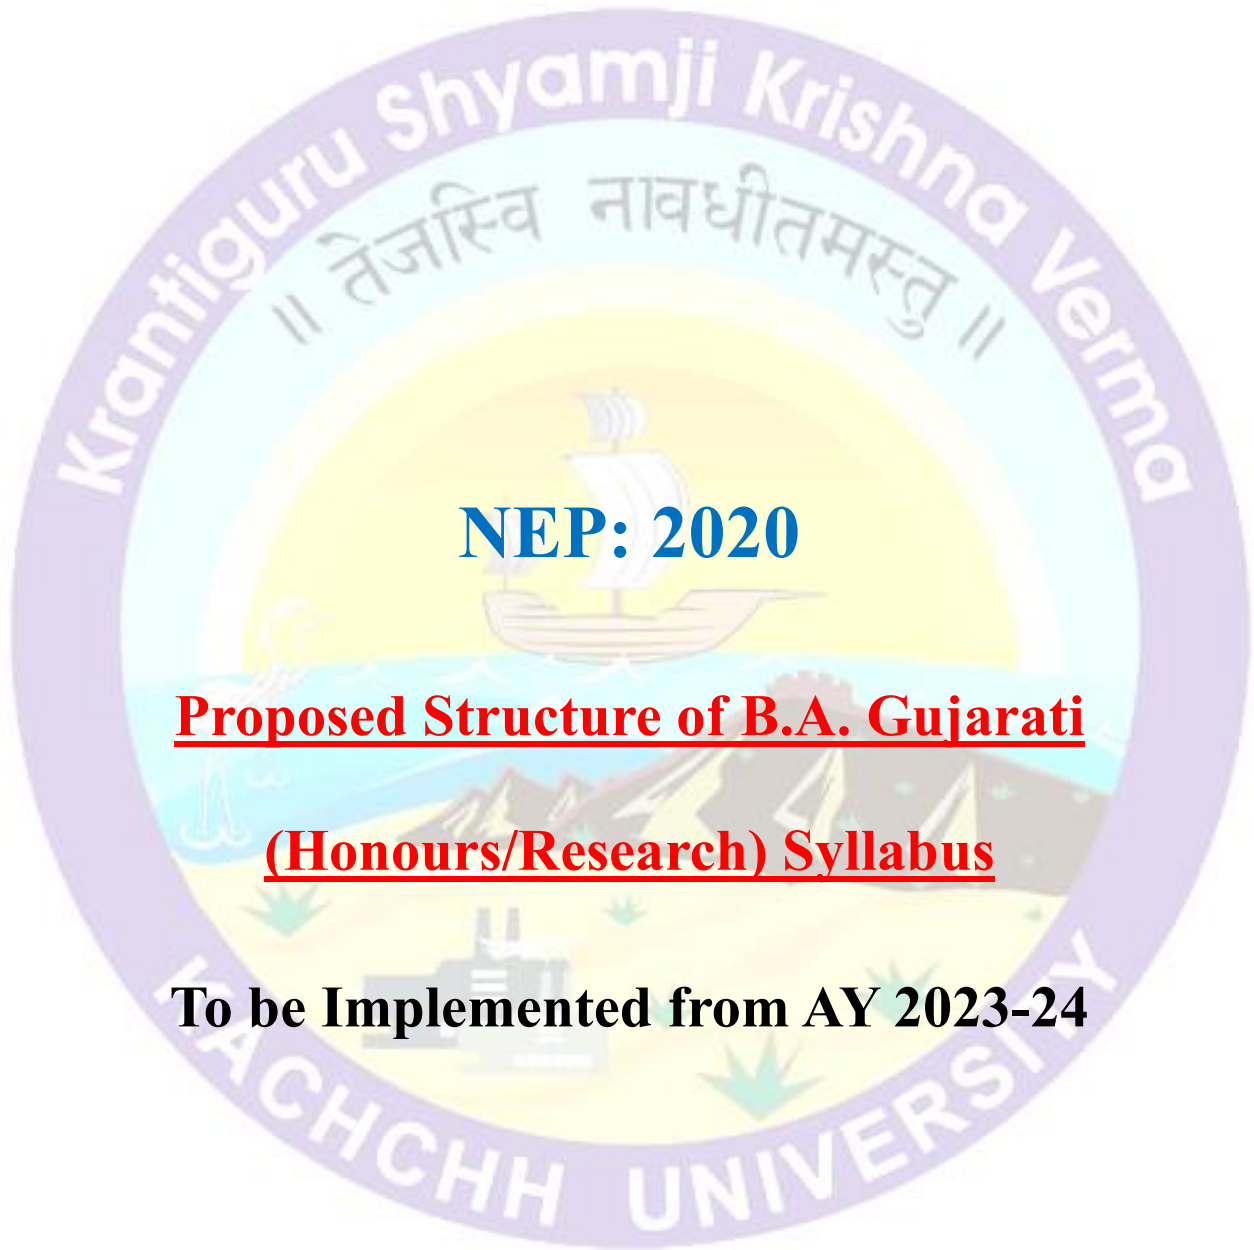 Krantiguru Shyamji Krishna Verma
॥ तेजस्वि नावधीतमस्तु ॥
NEP: 2020
Proposed Structure of B.A. Gujarati
(Honours/Research) Syllabus
To be Implemented from AY 2023-24
KACHCHH UNIVERSITY